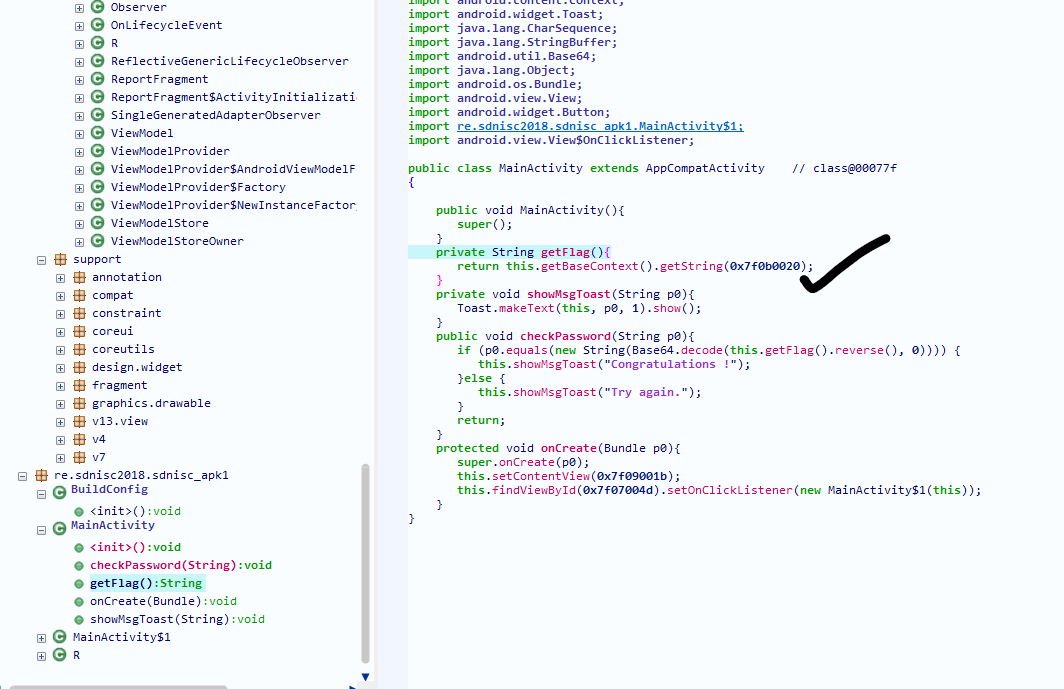 Observer
OnLifecycleEvent
R
ReflectiveGenericLifecycleObserver
ReportFragment
ReportFragment$ActivityInitializati
SingleGeneratedAdapterObserver
ViewModel
ViewModelProvider
ViewModelProvider$AndroidViewModelF
ViewModelProvider$Factory
ViewModelProvider$NewInstanceFactor
ViewModelStore
ViewModelStoreOwner
support
annotation
compat
constraint
coreui
coreutils
design.widget
fragment
graphics.drawable
v13.view
v4
v7
re.sdnisc2018.sdnisc_apk1
BuildConfig
<init>():void
MainActivity
<init>():void
checkPassword(String):void
getFlag():String
onCreate(Bundle):void
showMsgToast(String):void
MainActivity$1
R
import android.content.Context;
import android.widget.Toast;
import java.lang.CharSequence;
import java.lang.StringBuffer;
import android.util.Base64;
import java.lang.Object;
import android.os.Bundle;
import android.view.View;
import android.widget.Button;
import re.sdnisc2018.sdnisc_apk1.MainActivity$1;
import android.view.View$OnClickListener;
public class MainActivity extends AppCompatActivity    // class@00077f
{
public void MainActivity(){
super();
}
private String getFlag(){
return this.getBaseContext().getString(0x7f0b0020);
}
private void showMsgToast(String p0){
Toast.makeText(this, p0, 1).show();
}
public void checkPassword(String p0){
if (p0.equals(new String(Base64.decode(this.getFlag().reverse(), 0)))) {
this.showMsgToast("Congratulations !");
}else {
this.showMsgToast("Try again.");
}
return;
}
protected void onCreate(Bundle p0){
super.onCreate(p0);
this.setContentView(0x7f09001b);
this.findViewById(0x7f07004d).setOnClickListener(new MainActivity$1(this));
}
}